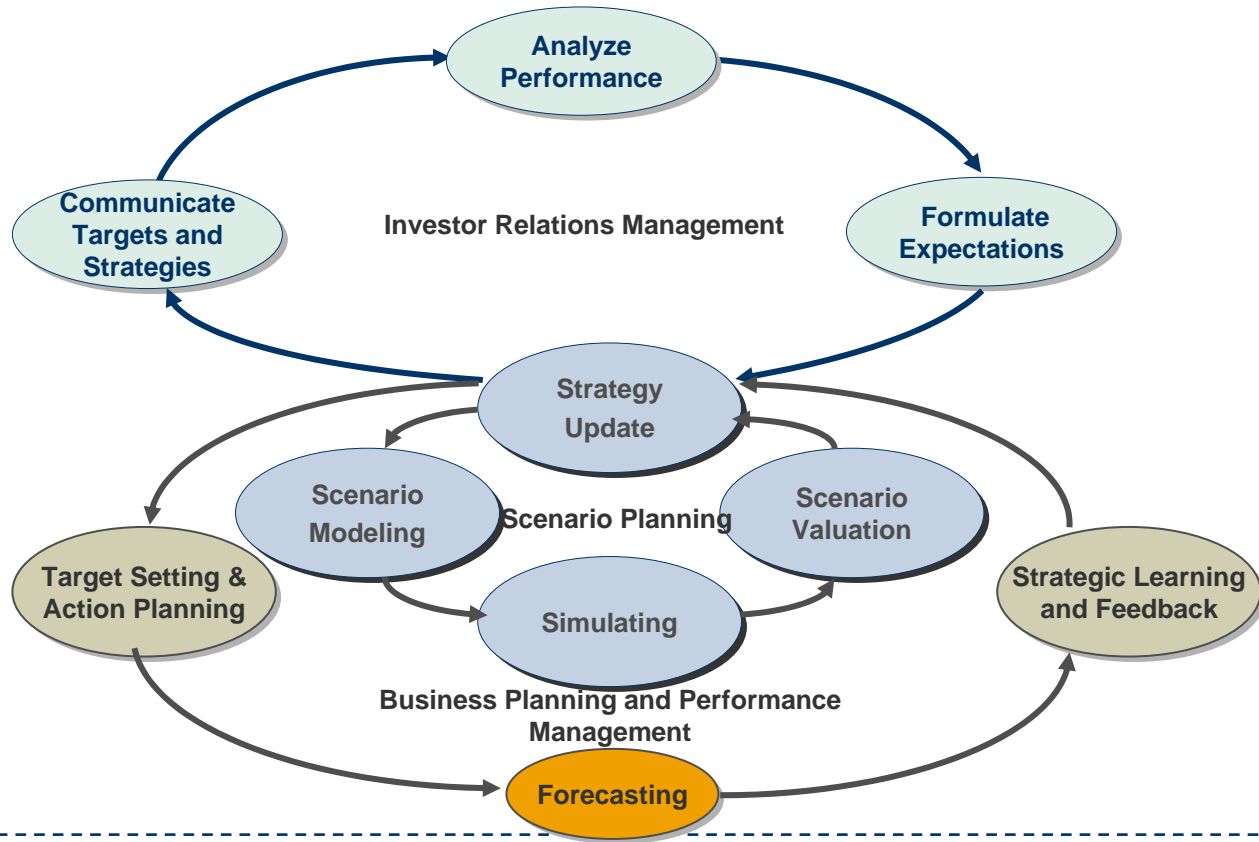 Analyze
Performance
Communicate
Targets and
Strategies
Investor Relations Management
Formulate
Expectations
Strategy
Update
Scenario
Modeling
Scenario Planning
Scenario
Valuation
Target Setting &
Action Planning
Simulating
Strategic Learning
and Feedback
Business Planning and Performance
Management
Forecasting